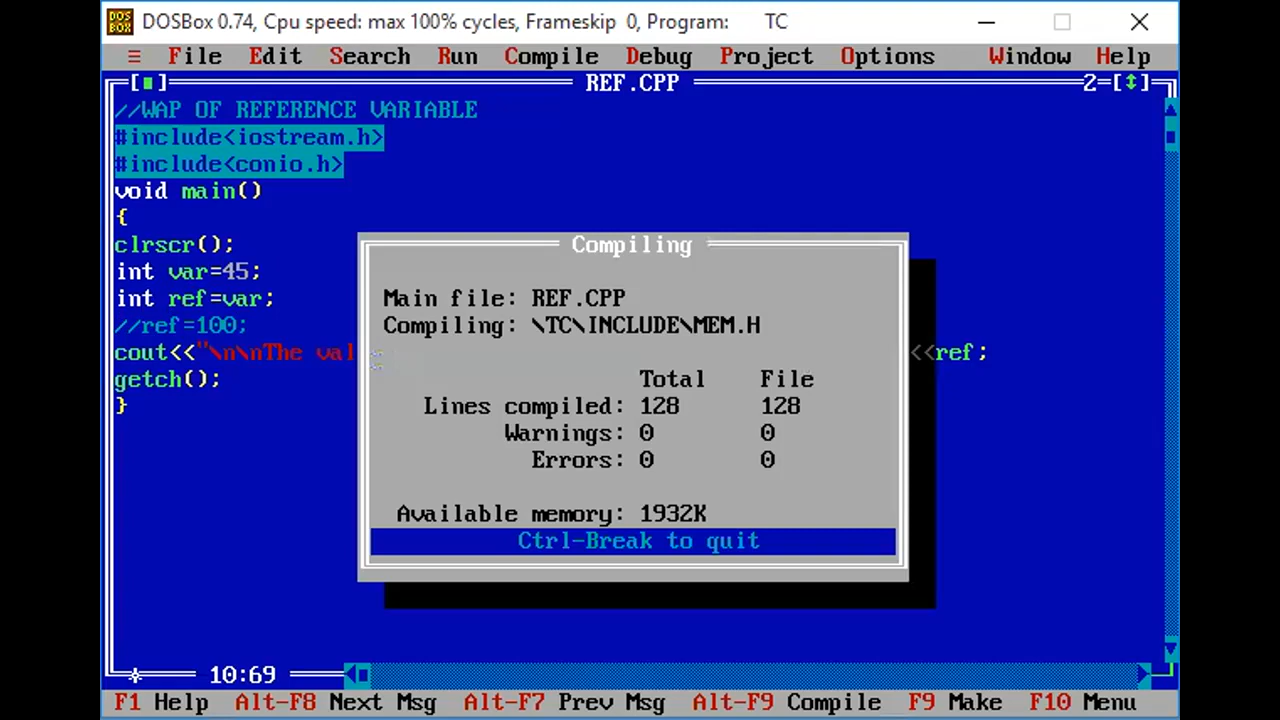 DOSBox 0.74, Cpu speed: max 100% cycles, Frameskip 0, Program: TC
≡ File Edit Search Run Compile Debug Project Options Window Help
REF.CPP 2=[↕]
//WAP OF REFERENCE VARIABLE
#include<iostream.h>
#include<conio.h>
void main()
{
clrscr();
int var=45;
int ref=var;
//ref=100;
cout<<"\n\nThe val <<ref;
getch();
}
Compiling
Main file: REF.CPP
Compiling: \TC\INCLUDE\MEM.H
Total File
Lines compiled: 128 128
Warnings: 0 0
Errors: 0 0
Available memory: 1932K
Ctrl-Break to quit
10:69
F1 Help Alt-F8 Next Msg Alt-F7 Prev Msg Alt-F9 Compile F9 Make F10 Menu